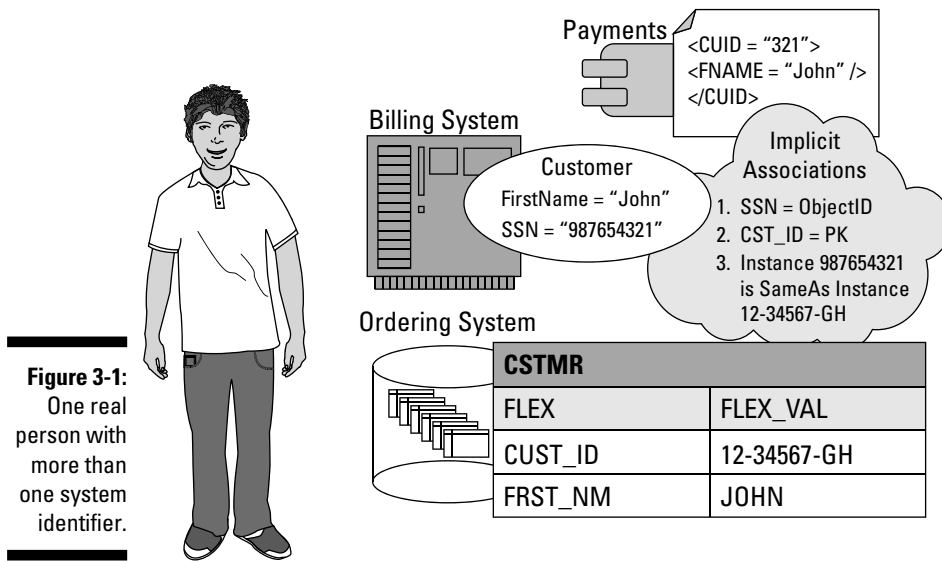 Payments
<CUID = “321”>
<FNAME = “John” />
</CUID>
Billing System
Customer
FirstName = “John”
SSN = “987654321”
Implicit
Associations
1. SSN = ObjectID
2. CST_ID = PK
3. Instance 987654321
is SameAs Instance
12-34567-GH
Ordering System
CSTMR
FLEX FLEX_VAL
CUST_ID 12-34567-GH
FRST_NM JOHN
Figure 3-1:
One real
person with
more than
one system
identifier.